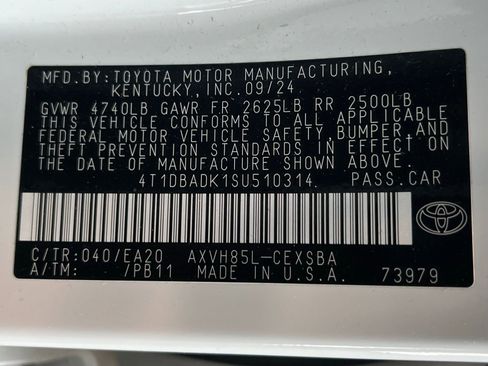 MFD.BY:TOYOTA MOTOR MANUFACTURING,
KENTUCKY, INC.09/24
GVWR 4740LB GAWR FR 2625LB RR 2500LB
THIS VEHICLE CONFORMS TO ALL APPLICABLE
FEDERAL MOTOR VEHICLE SAFETY,BUMPER,AND
THEFT PREVENTION STANDARDS IN EFFECT ON
THE DATE OF MANUFACTURE SHOWN ABOVE.
4T1DBADK1SU510314. PASS.CAR
C/TR:040/EA20 AXVH85L-CEXSBA
A/TM: /PB11 MADE IN U.S.A. 73979